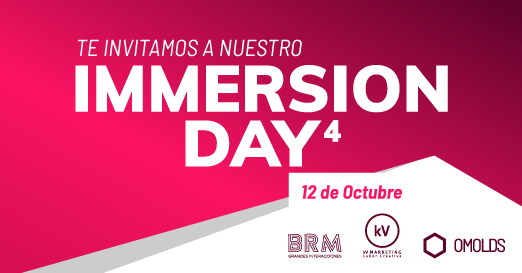 TE INVITAMOS A NUESTRO
IMMERSION
DAY⁴
12 de Octubre
BRM
GRANDES INTERACCIONES
kV
kV MARKETING
Labor Creativa
OMOLDS